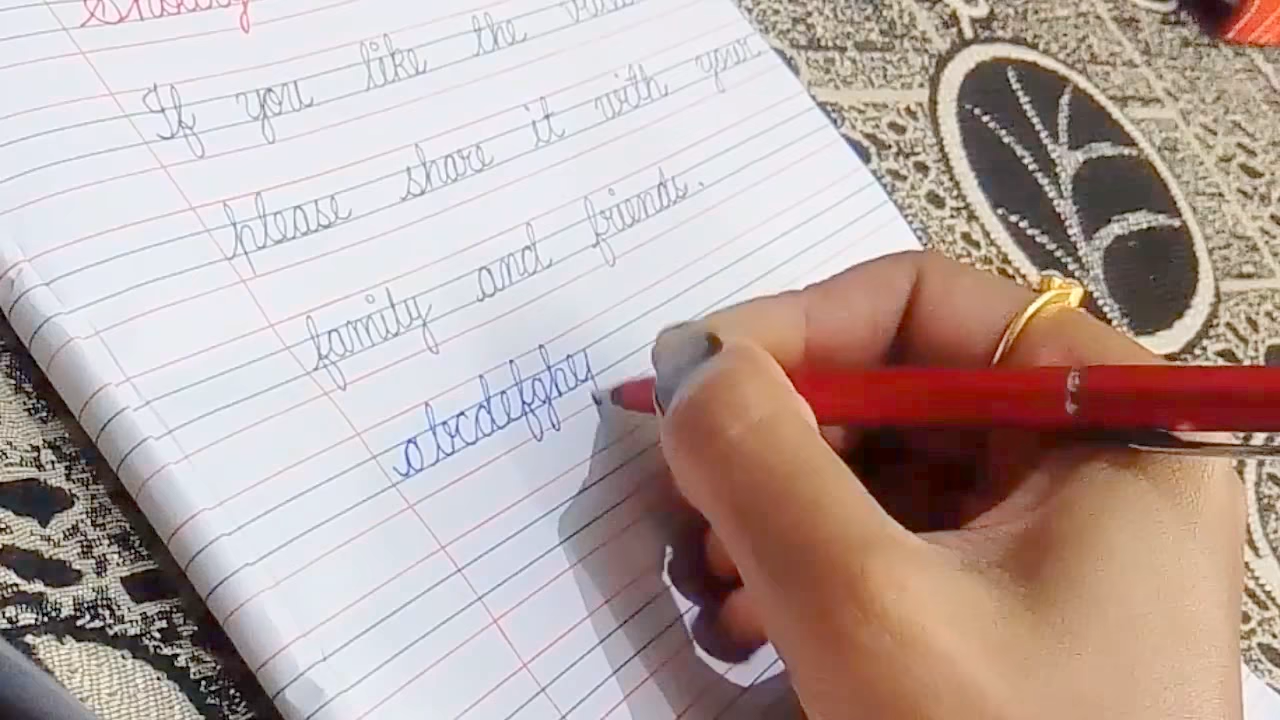 If you like the
please share it with your
family and friends.
abcdefghi